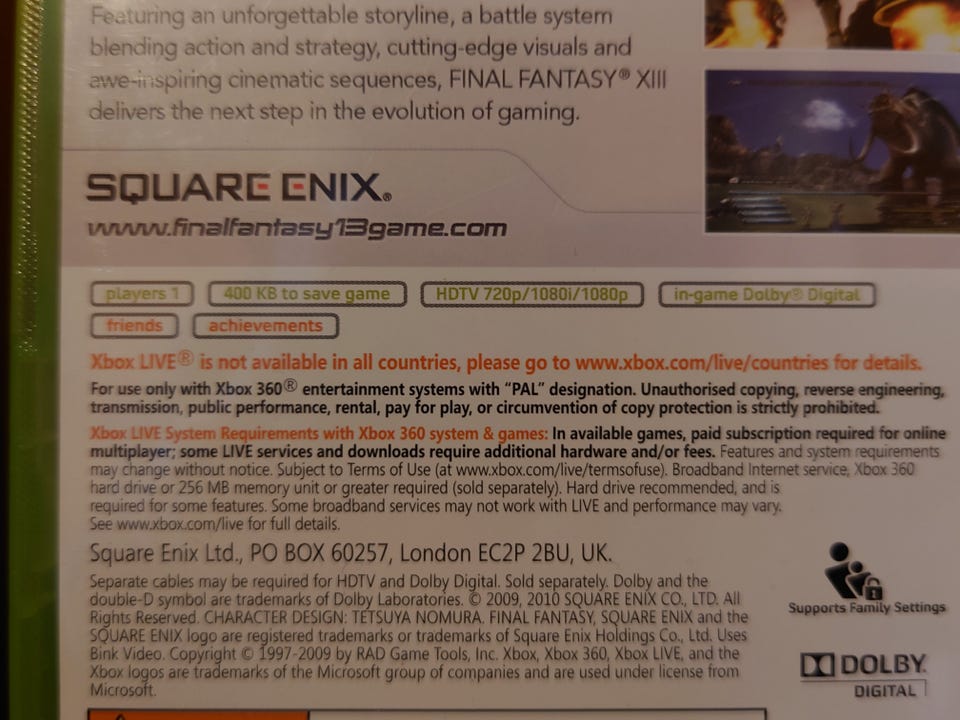 Featuring an unforgettable storyline, a battle system
blending action and strategy, cutting-edge visuals and
awe-inspiring cinematic sequences, FINAL FANTASY® XIII
delivers the next step in the evolution of gaming.
SQUARE ENIX®
www.finalfantasy13game.com
players 1 400 KB to save game HDTV 720p/1080i/1080p in-game Dolby® Digital
friends achievements
Xbox LIVE® is not available in all countries, please go to www.xbox.com/live/countries for details.
For use only with Xbox 360® entertainment systems with “PAL” designation. Unauthorised copying, reverse engineering,
transmission, public performance, rental, pay for play, or circumvention of copy protection is strictly prohibited.
Xbox LIVE System Requirements with Xbox 360 system & games: In available games, paid subscription required for online
multiplayer; some LIVE services and downloads require additional hardware and/or fees. Features and system requirements
may change without notice. Subject to Terms of Use (at www.xbox.com/live/termsofuse). Broadband Internet service, Xbox 360
hard drive or 256 MB memory unit or greater required (sold separately). Hard drive recommended, and is
required for some features. Some broadband services may not work with LIVE and performance may vary.
See www.xbox.com/live for full details.
Square Enix Ltd., PO BOX 60257, London EC2P 2BU, UK.
Separate cables may be required for HDTV and Dolby Digital. Sold separately. Dolby and the
double-D symbol are trademarks of Dolby Laboratories. © 2009, 2010 SQUARE ENIX CO., LTD. All
Rights Reserved. CHARACTER DESIGN: TETSUYA NOMURA. FINAL FANTASY, SQUARE ENIX and the
SQUARE ENIX logo are registered trademarks or trademarks of Square Enix Holdings Co., Ltd. Uses
Bink Video. Copyright © 1997-2009 by RAD Game Tools, Inc. Xbox, Xbox 360, Xbox LIVE, and the
Xbox logos are trademarks of the Microsoft group of companies and are used under license from
Microsoft.
Supports Family Settings
DOLBY
DIGITAL